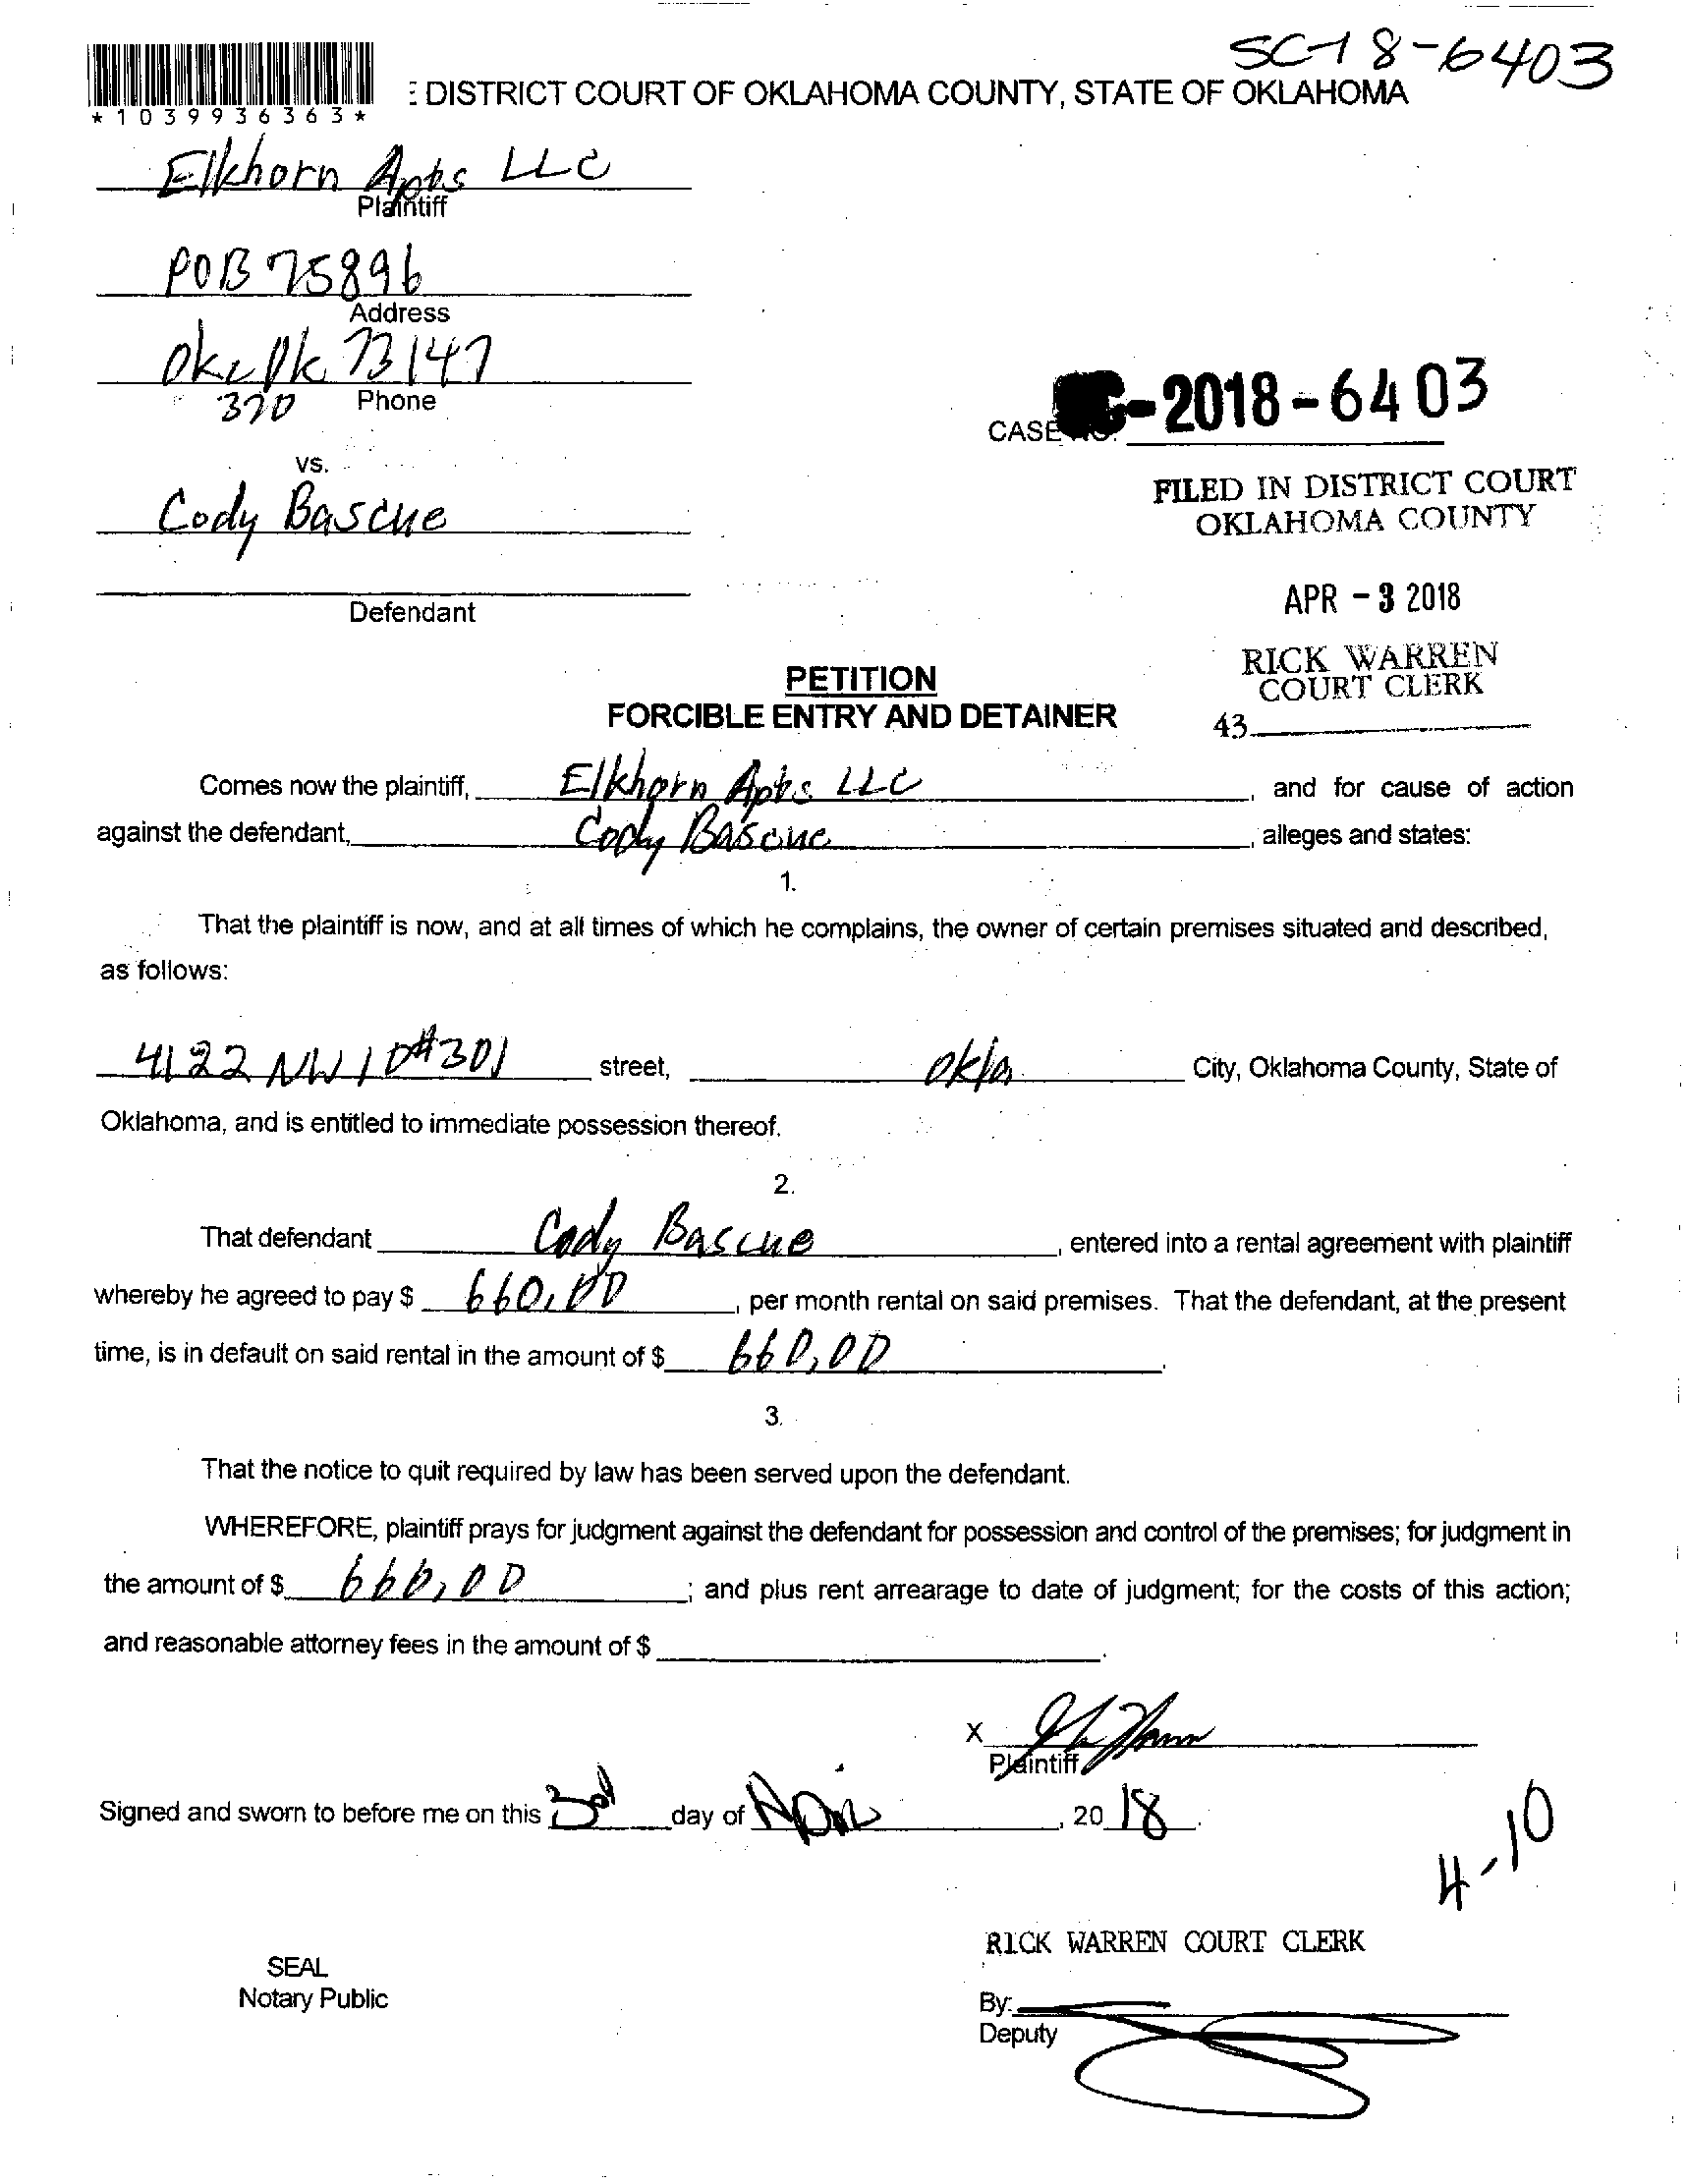 SC-18-6403
*1039936363*
: DISTRICT COURT OF OKLAHOMA COUNTY, STATE OF OKLAHOMA
Elkhorn Apts LLC
Plaintiff
POB 75896
Address
Okc Ok 73147
370 Phone
CASE NO. -2018-6403
vs.
Cody Bascue
FILED IN DISTRICT COURT
OKLAHOMA COUNTY
Defendant
APR - 3 2018
RICK WARREN
COURT CLERK
43
PETITION
FORCIBLE ENTRY AND DETAINER
Comes now the plaintiff, Elkhorn Apts LLC, and for cause of action
against the defendant, Cody Bascue, alleges and states:
1.
That the plaintiff is now, and at all times of which he complains, the owner of certain premises situated and described,
as follows:
4122 NW 10 #301 street, Okla City, Oklahoma County, State of
Oklahoma, and is entitled to immediate possession thereof.
2.
That defendant Cody Bascue, entered into a rental agreement with plaintiff
whereby he agreed to pay $ 660,00, per month rental on said premises. That the defendant, at the present
time, is in default on said rental in the amount of $ 660,00.
3.
That the notice to quit required by law has been served upon the defendant.
WHEREFORE, plaintiff prays for judgment against the defendant for possession and control of the premises; for judgment in
the amount of $ 660,00; and plus rent arrearage to date of judgment; for the costs of this action;
and reasonable attorney fees in the amount of $ .
X
Plaintiff
Signed and sworn to before me on this 3rd day of Apri, 20 18.
4-10
RICK WARREN COURT CLERK
SEAL
Notary Public
By:
Deputy